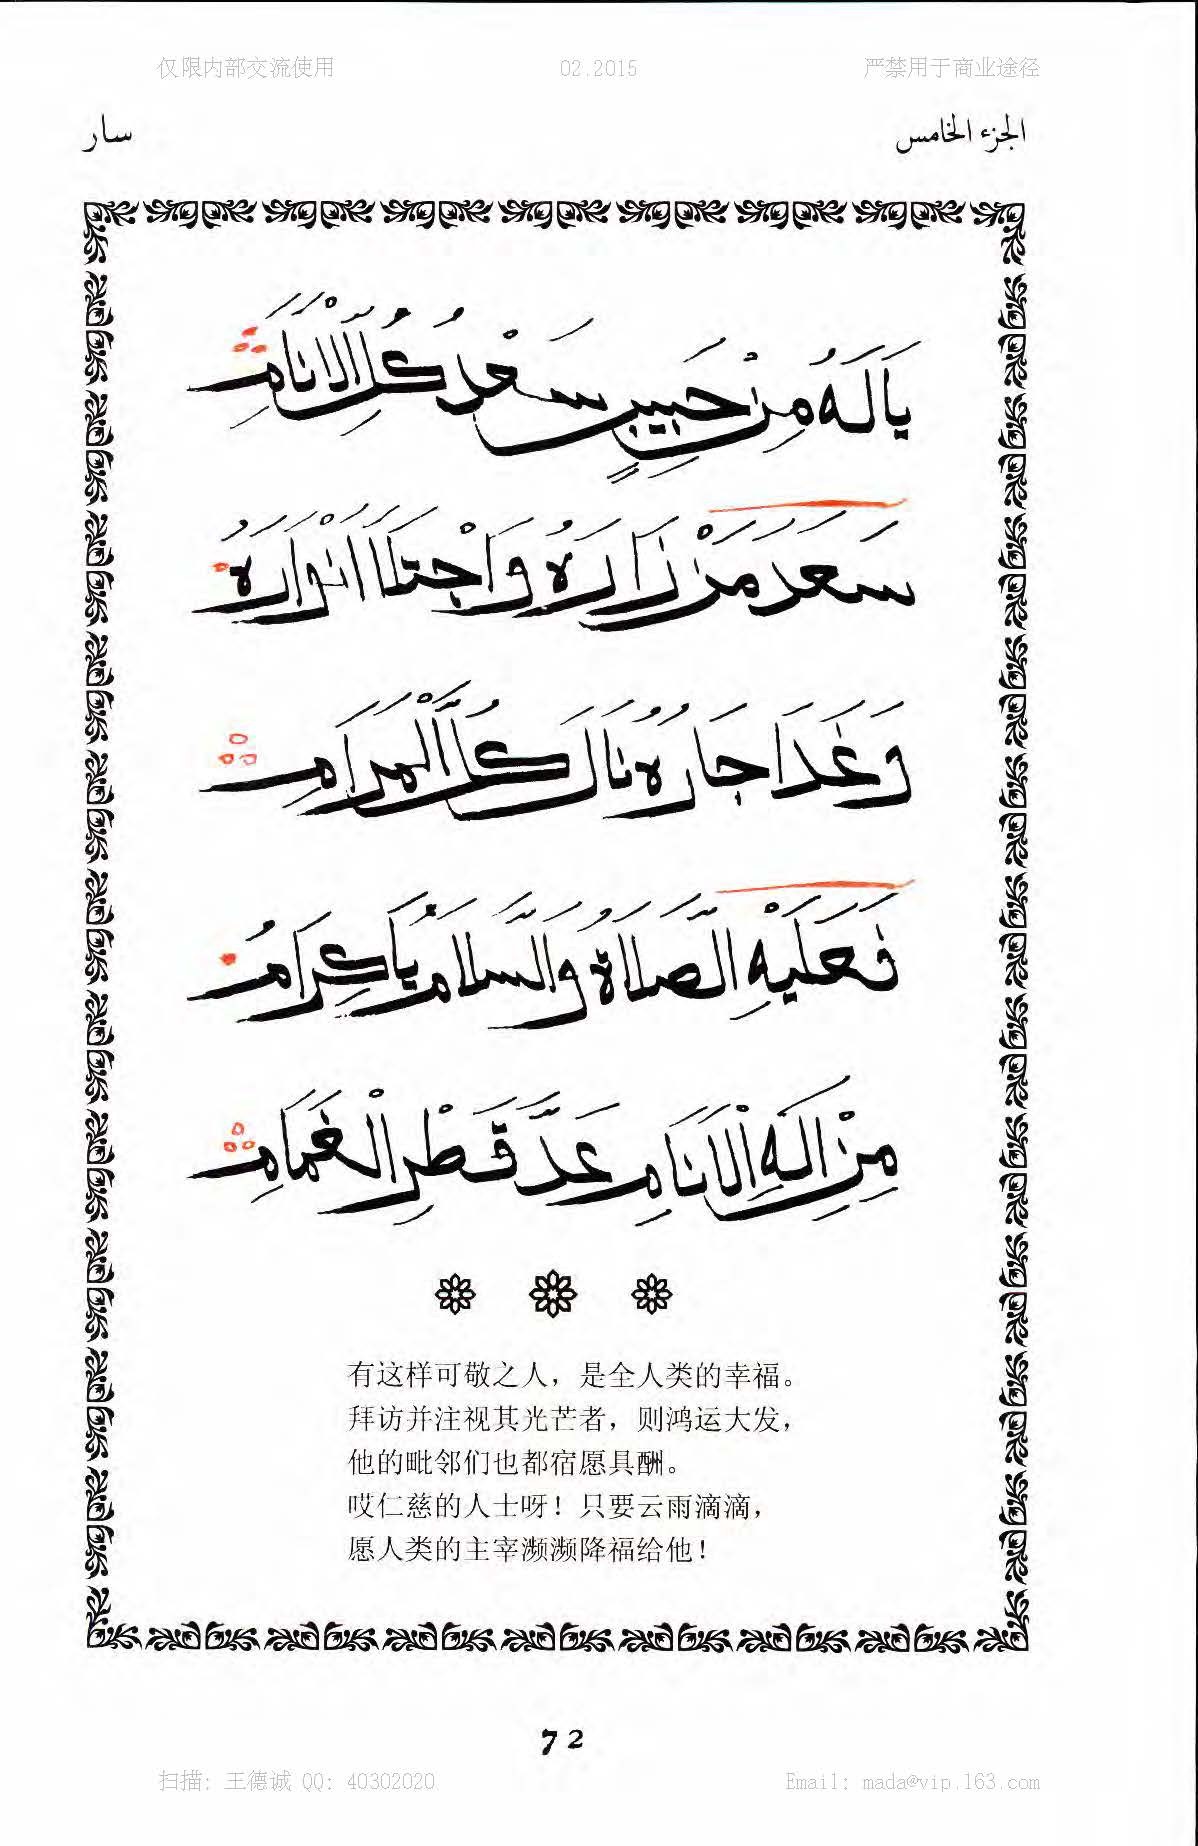 仅限内部交流使用 02.2015 严禁用于商业途径
الجزء الخامس سار
يَالَهُ مِنْ حَبِيبٍ سَعْدُ كُلِّ الْاَنَامِ
سَعَدَ مَنْ زَارَهُ وَاجْتَلَا اَنْوَارَهُ
وَغَدَا جَارُهُ نَالَ كُلَّ الْمَرَامِ
فَعَلَيْهِ الصَّلَاةُ وَالسَّلَامُ يَا كِرَامُ
مِنْ اِلَهِ الْاَنَامِ عَدَّ قَطْرِ الْغَمَامِ
有这样可敬之人，是全人类的幸福。
拜访并注视其光芒者，则鸿运大发，
他的毗邻们也都宿愿具酬。
哎仁慈的人士呀！只要云雨滴滴，
愿人类的主宰濒濒降福给他！
72
扫描: 王德诚 QQ: 40302020 Email: mada@vip.163.com